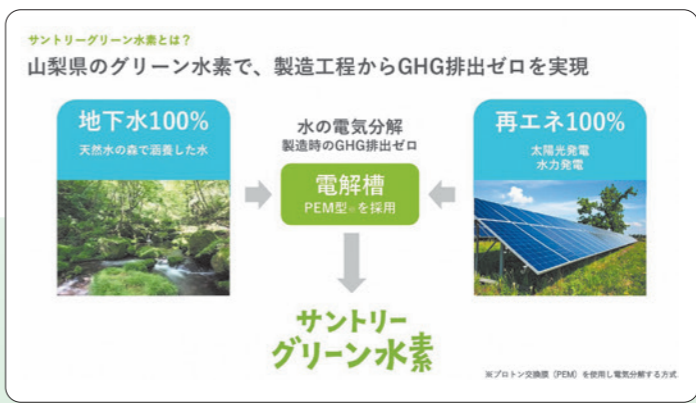 サントリーグリーン水素とは？
山梨県のグリーン水素で、製造工程からGHG排出ゼロを実現
地下水100%
天然水の森で涵養した水
水の電気分解
製造時のGHG排出ゼロ
電解槽
PEM型※を採用
再エネ100%
太陽光発電
水力発電
サントリー
グリーン水素
※プロトン交換膜（PEM）を使用し電気分解する方式